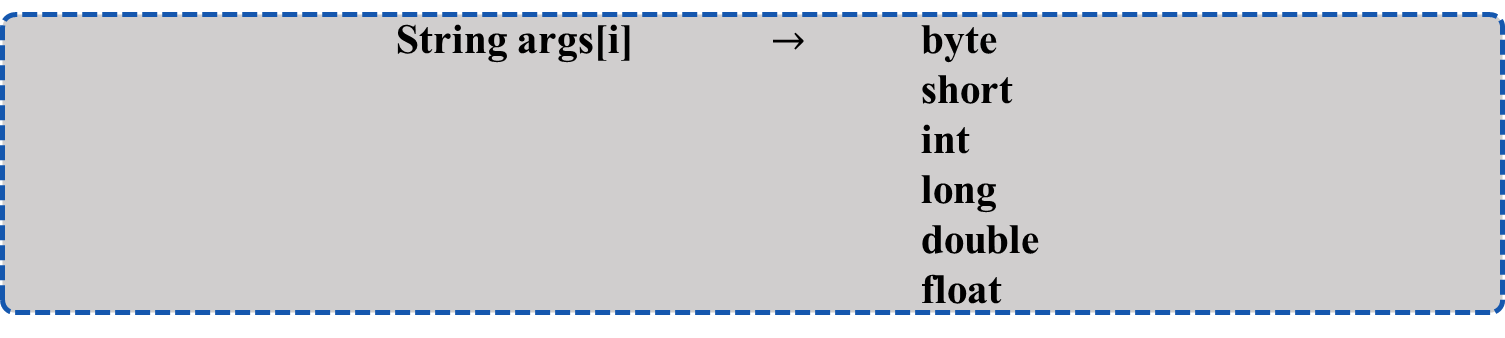 String args[i] → byte
short
int
long
double
float